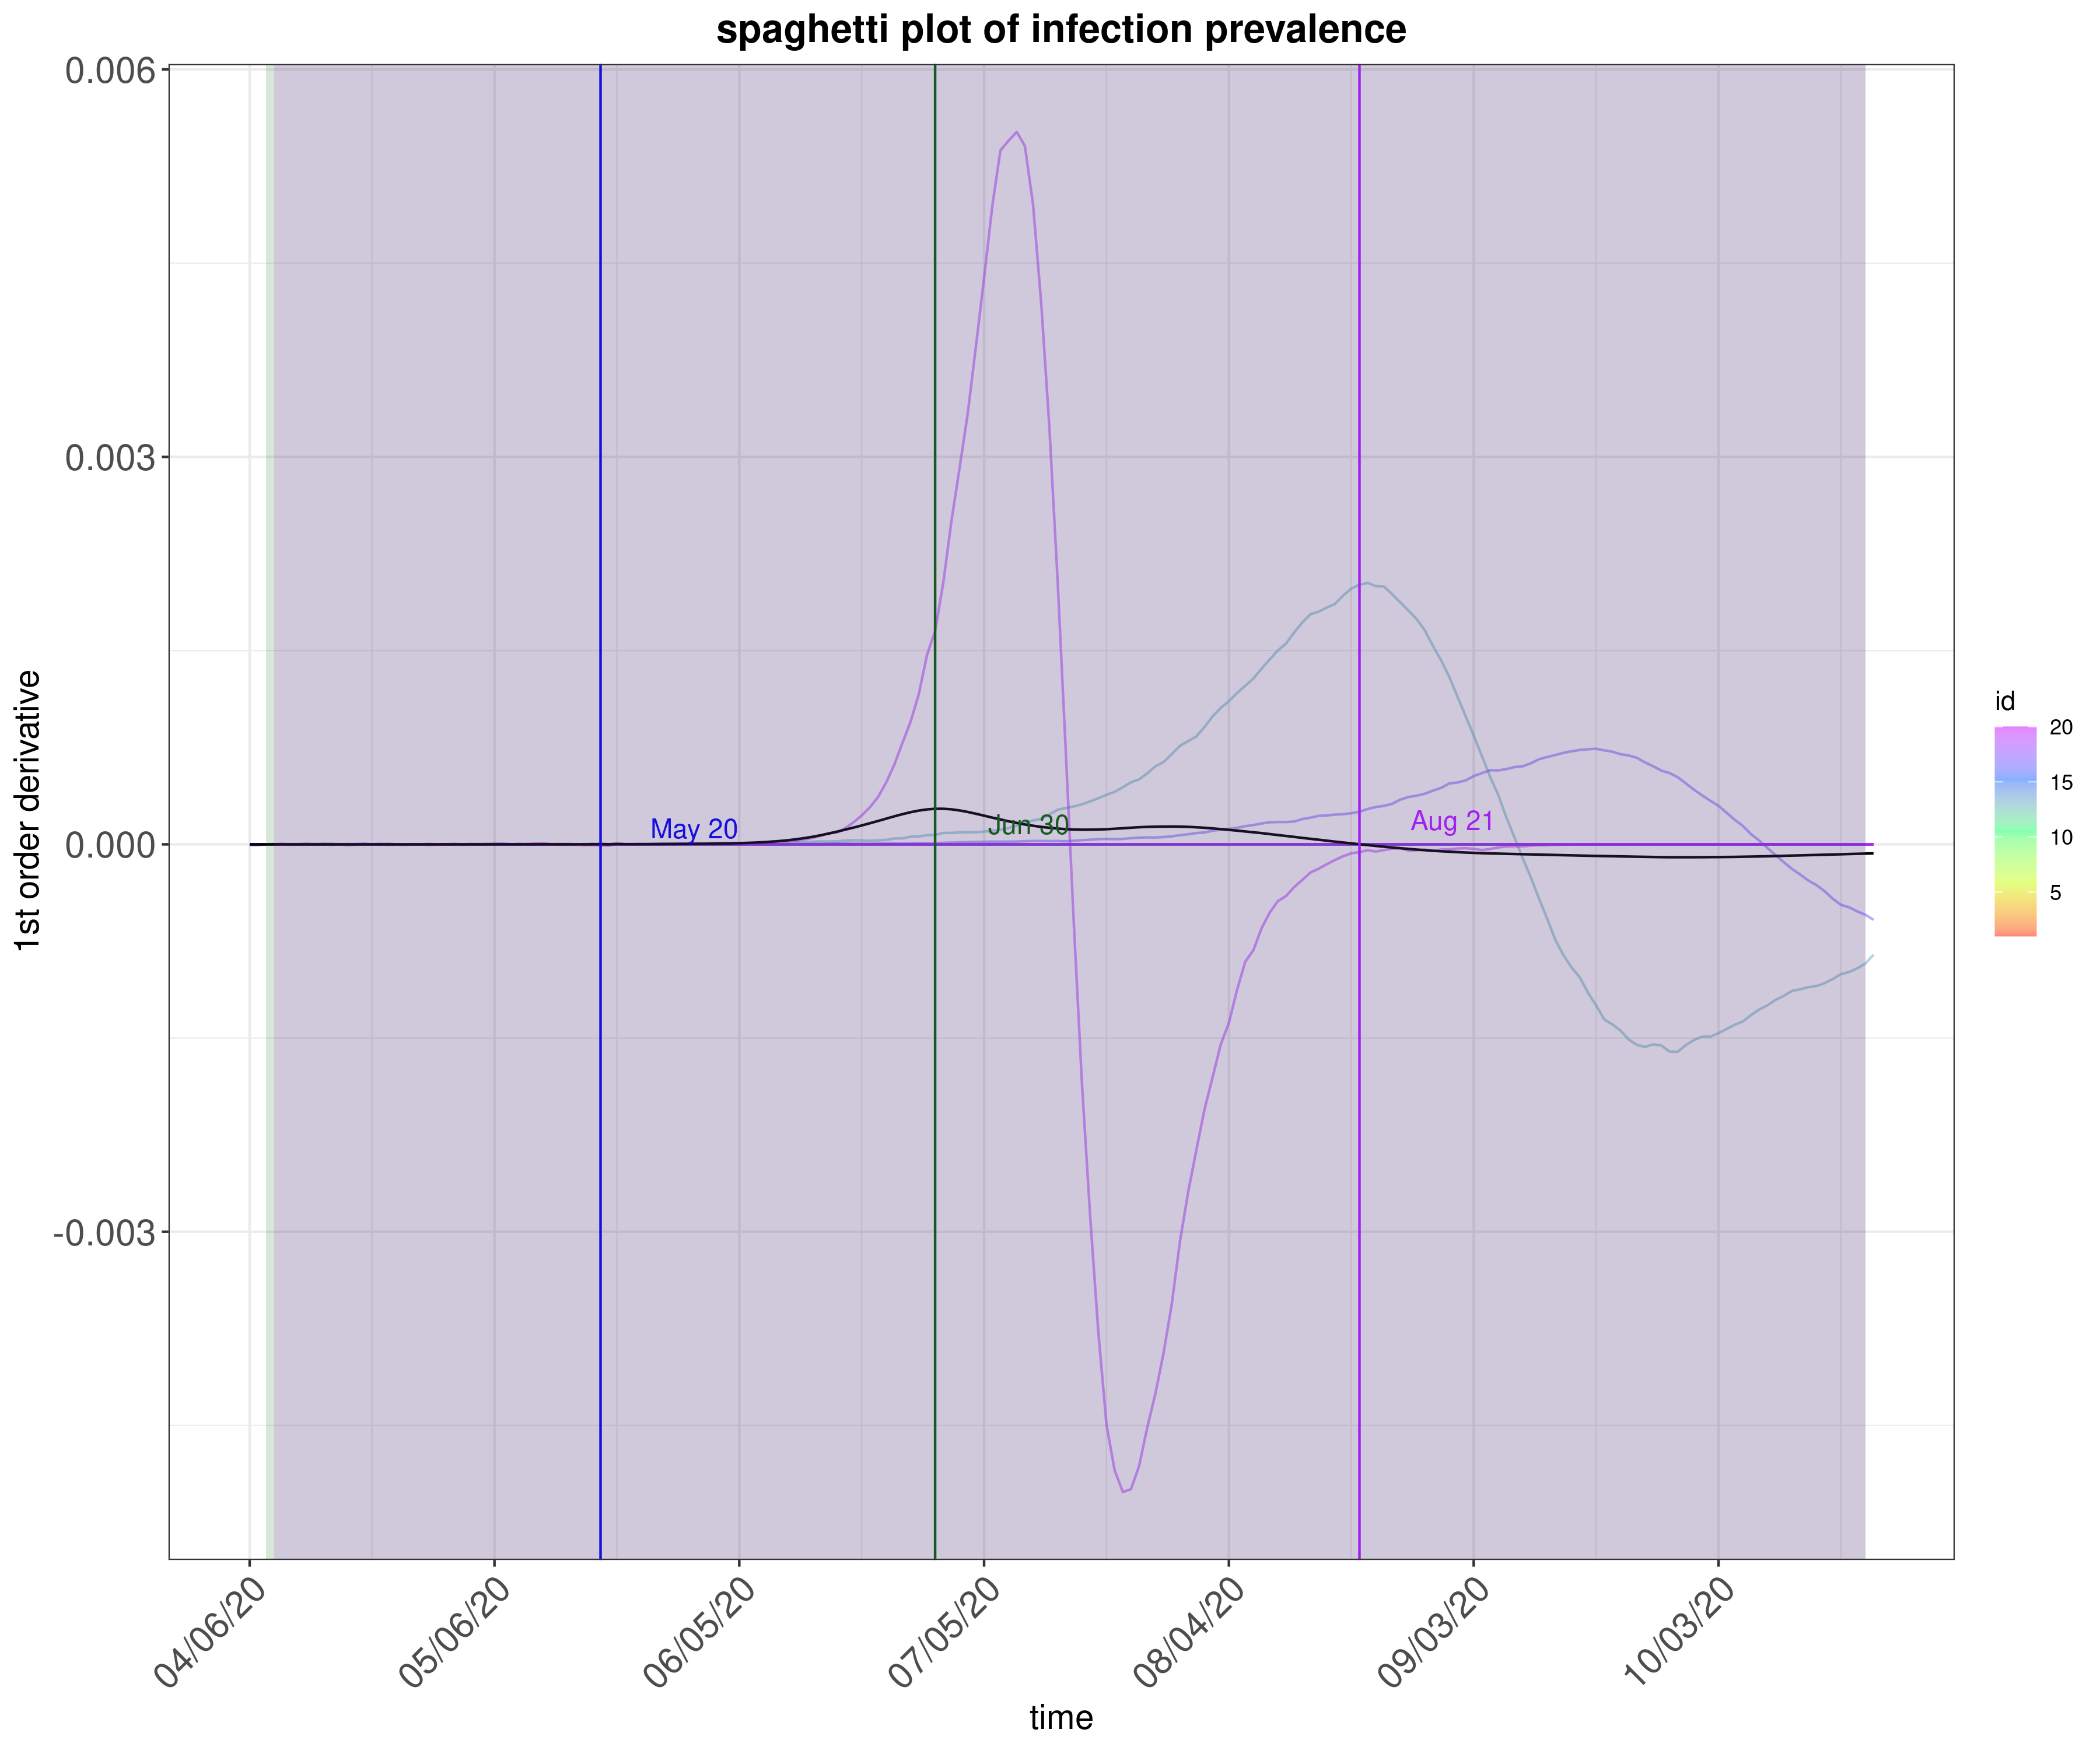 spaghetti plot of infection prevalence
1st order derivative
0.006
0.003
0.000
-0.003
May 20
Jun 30
Aug 21
04/06/20
05/06/20
06/05/20
07/05/20
08/04/20
09/03/20
10/03/20
time
id
20
15
10
5